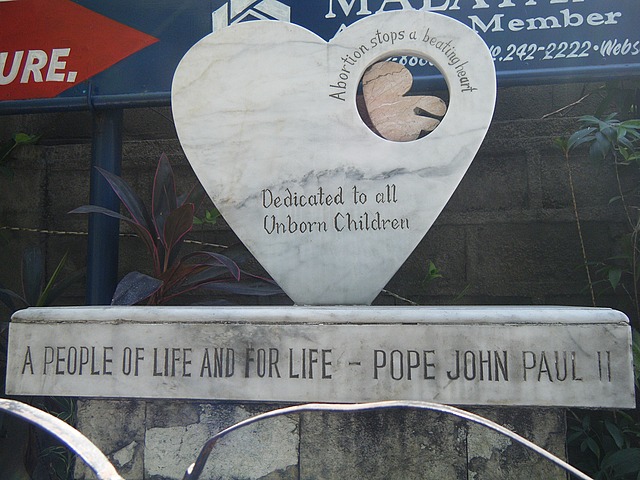 URE.
Member
242-2222 • Webs
Abortion stops a beating heart
Dedicated to all
Unborn Children
A PEOPLE OF LIFE AND FOR LIFE - POPE JOHN PAUL II